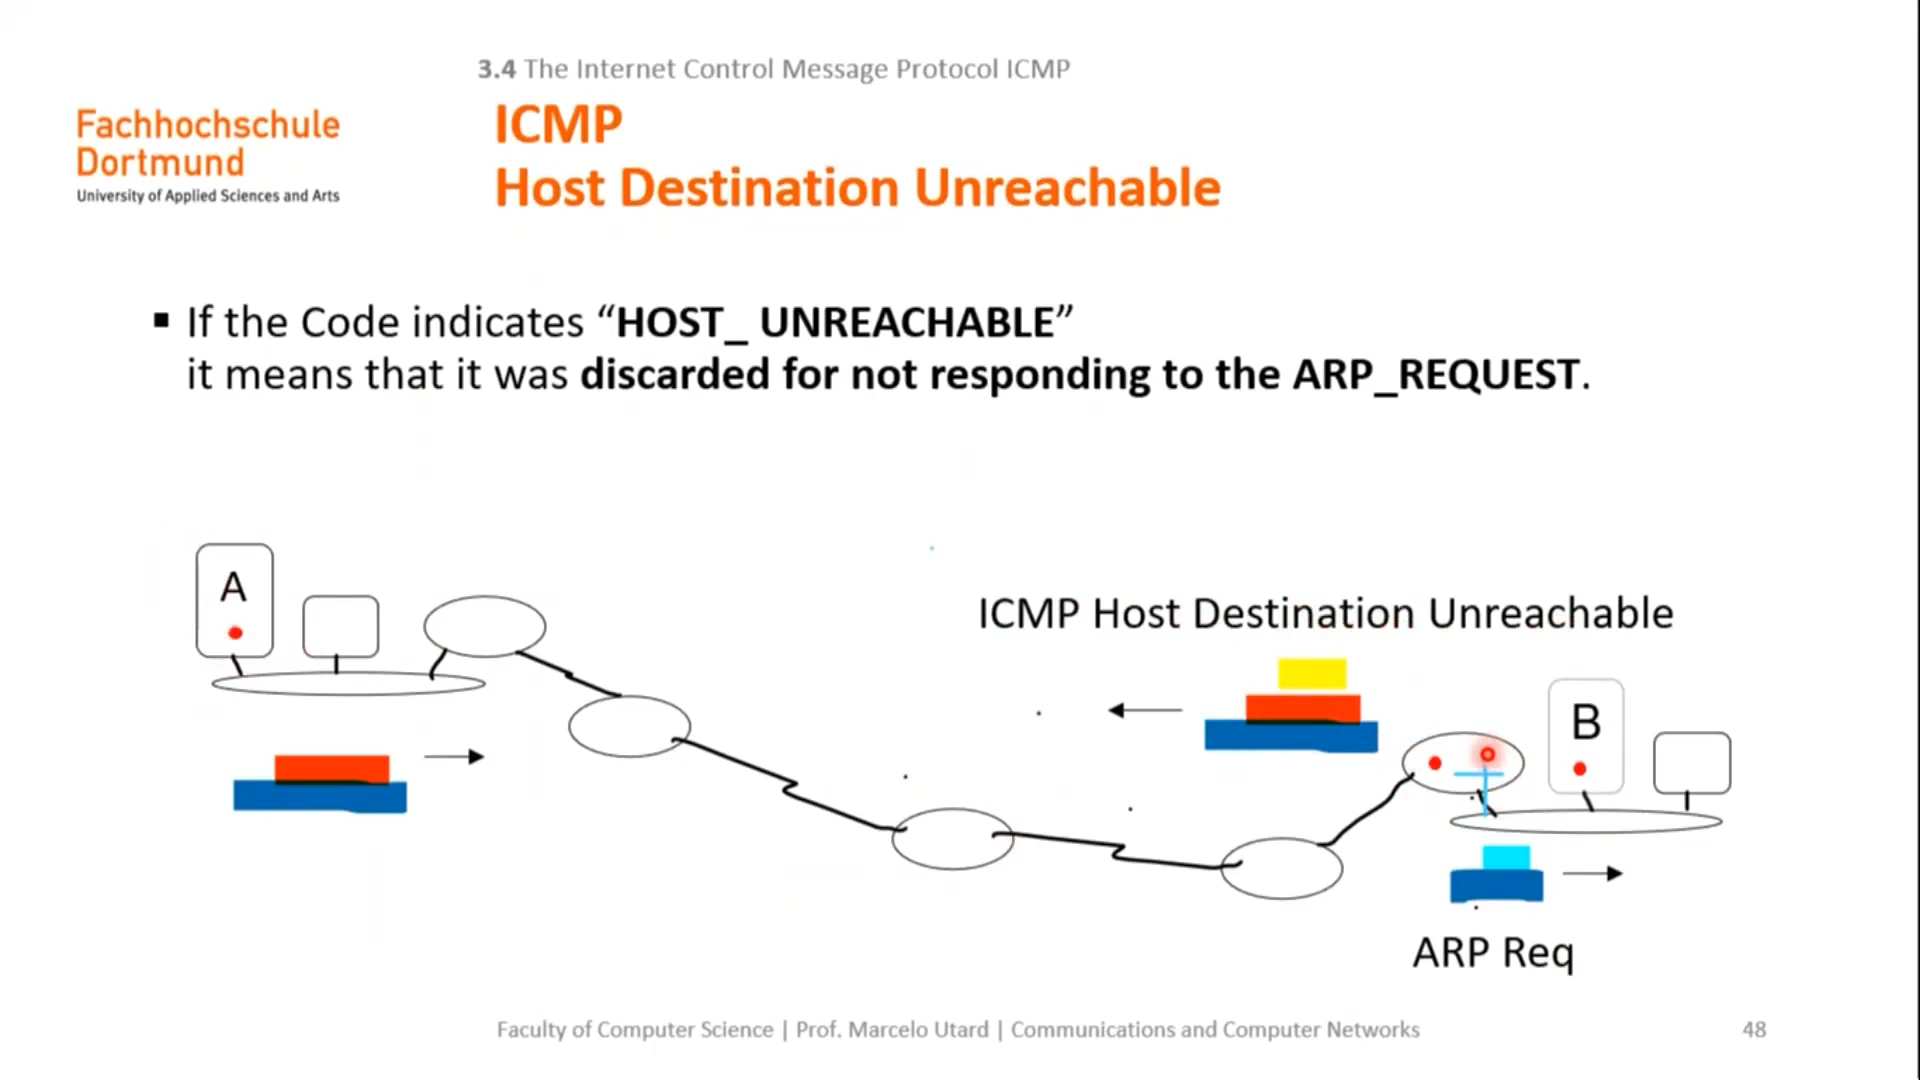 3.4 The Internet Control Message Protocol ICMP
Fachhochschule
Dortmund
University of Applied Sciences and Arts
ICMP
Host Destination Unreachable
▪ If the Code indicates “HOST_ UNREACHABLE”
it means that it was discarded for not responding to the ARP_REQUEST.
A
ICMP Host Destination Unreachable
B
ARP Req
Faculty of Computer Science | Prof. Marcelo Utard | Communications and Computer Networks
48